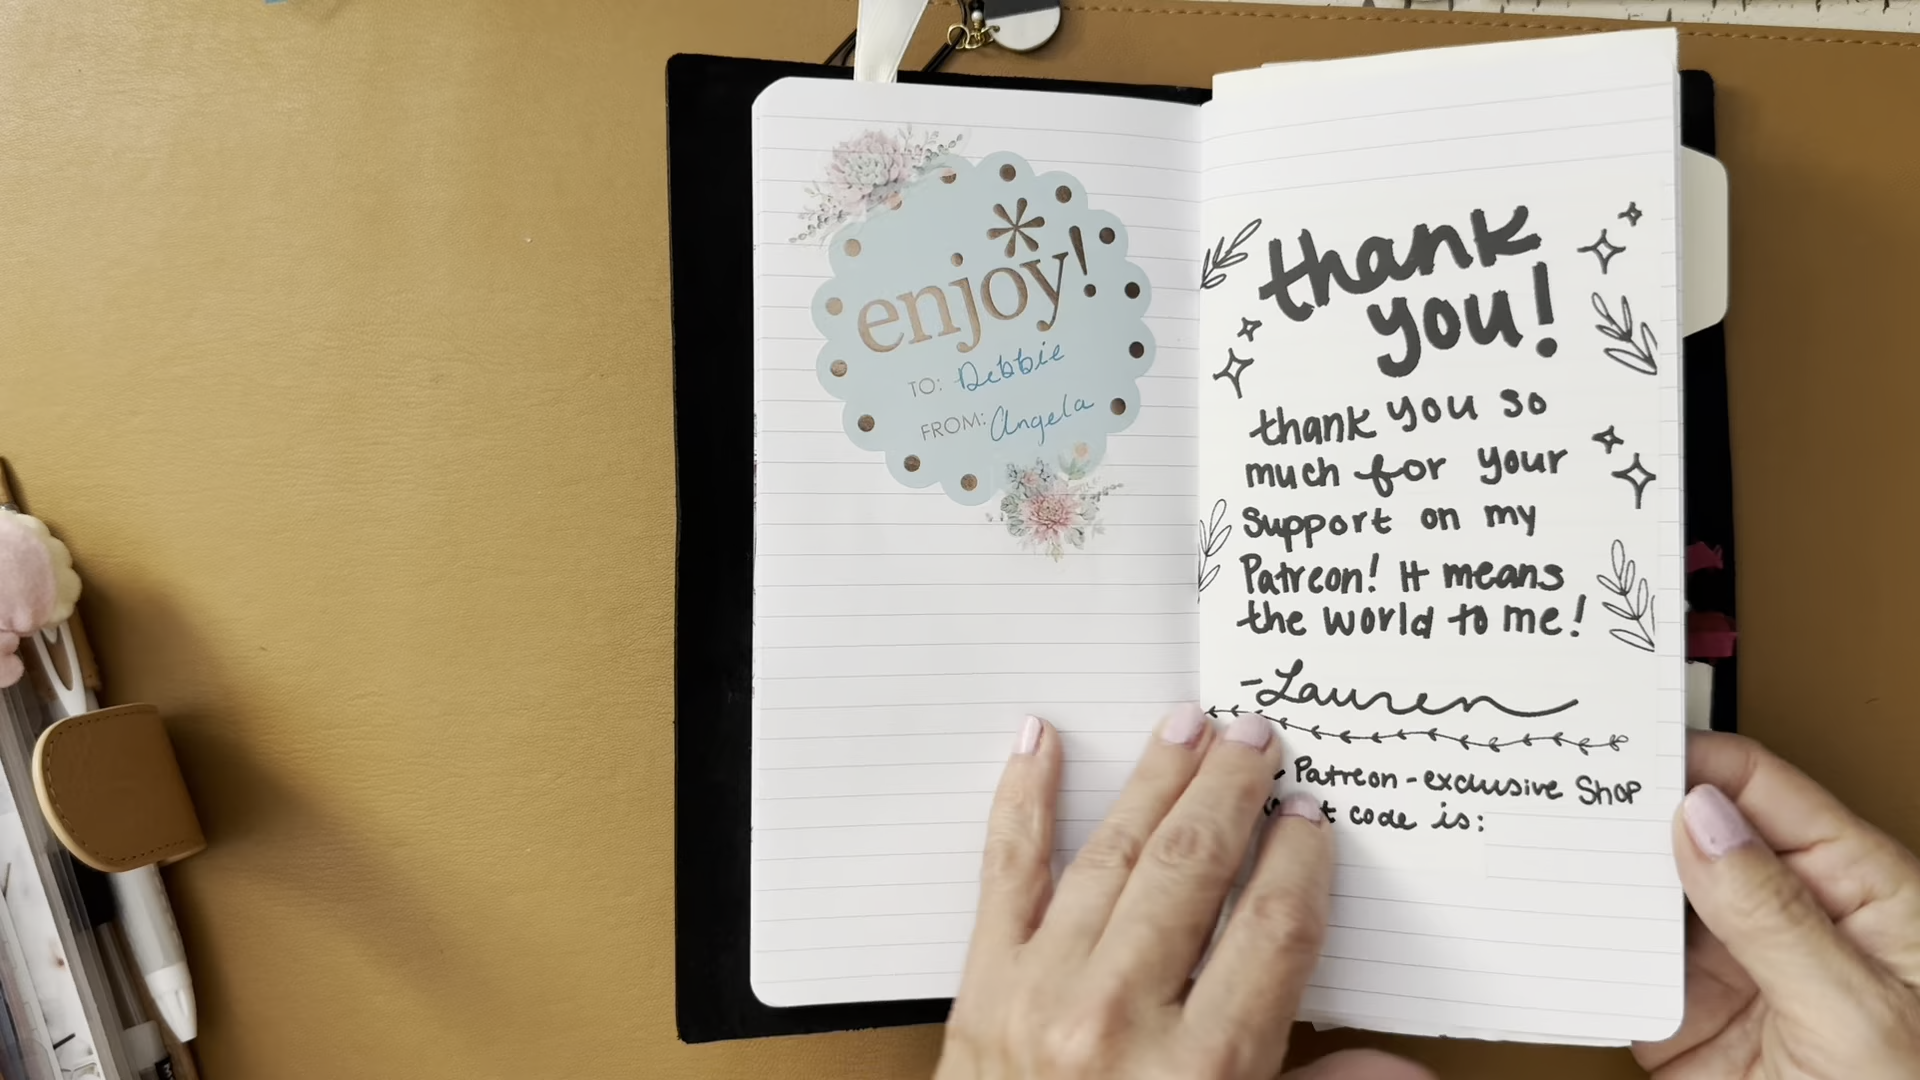 enjoy!
TO: Debbie
FROM: Angela
thank
you!
thank you so
much for your
support on my
Patreon! It means
the world to me!
-Lauren
Patreon-exclusive Shop
code is: